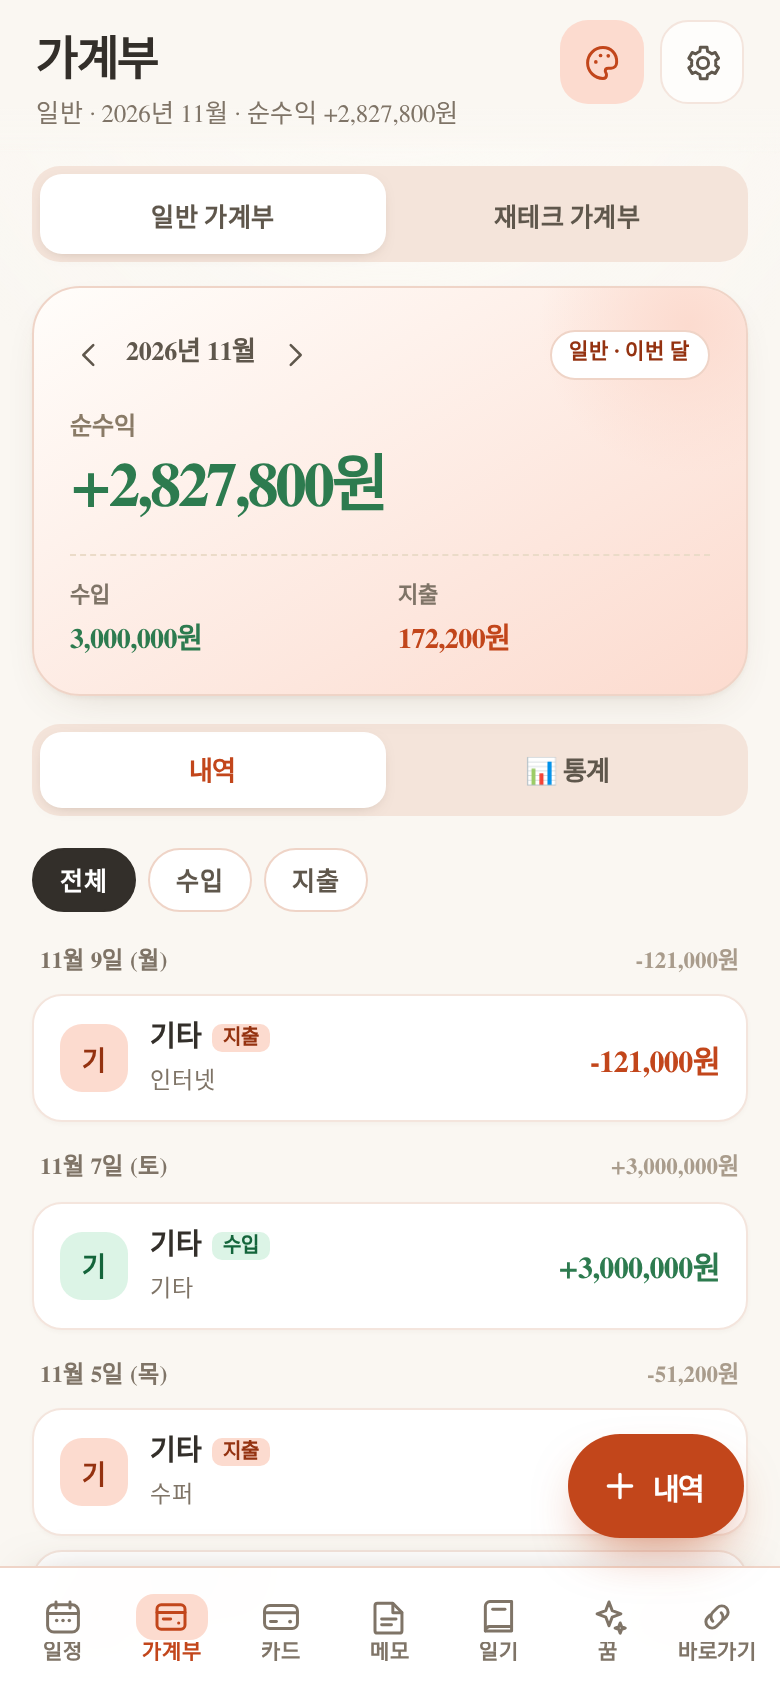 가계부
일반 · 2026년 11월 · 순수익 +2,827,800원
일반 가계부
재테크 가계부
2026년 11월
일반 · 이번 달
순수익
+2,827,800원
수입
지출
3,000,000원
172,200원
내역
📊 통계
전체
수입
지출
11월 9일 (월)
-121,000원
기
기타 지출
인터넷
-121,000원
11월 7일 (토)
+3,000,000원
기
기타 수입
기타
+3,000,000원
11월 5일 (목)
-51,200원
기
기타 지출
수퍼
+ 내역
일정
가계부
카드
메모
일기
꿈
바로가기